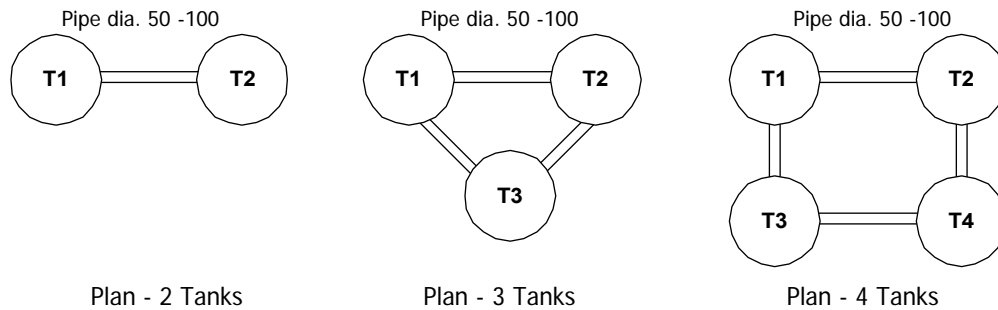 Pipe dia. 50 -100
T1
T2
Plan - 2 Tanks
Pipe dia. 50 -100
T1
T2
T3
Plan - 3 Tanks
Pipe dia. 50 -100
T1
T2
T3
T4
Plan - 4 Tanks